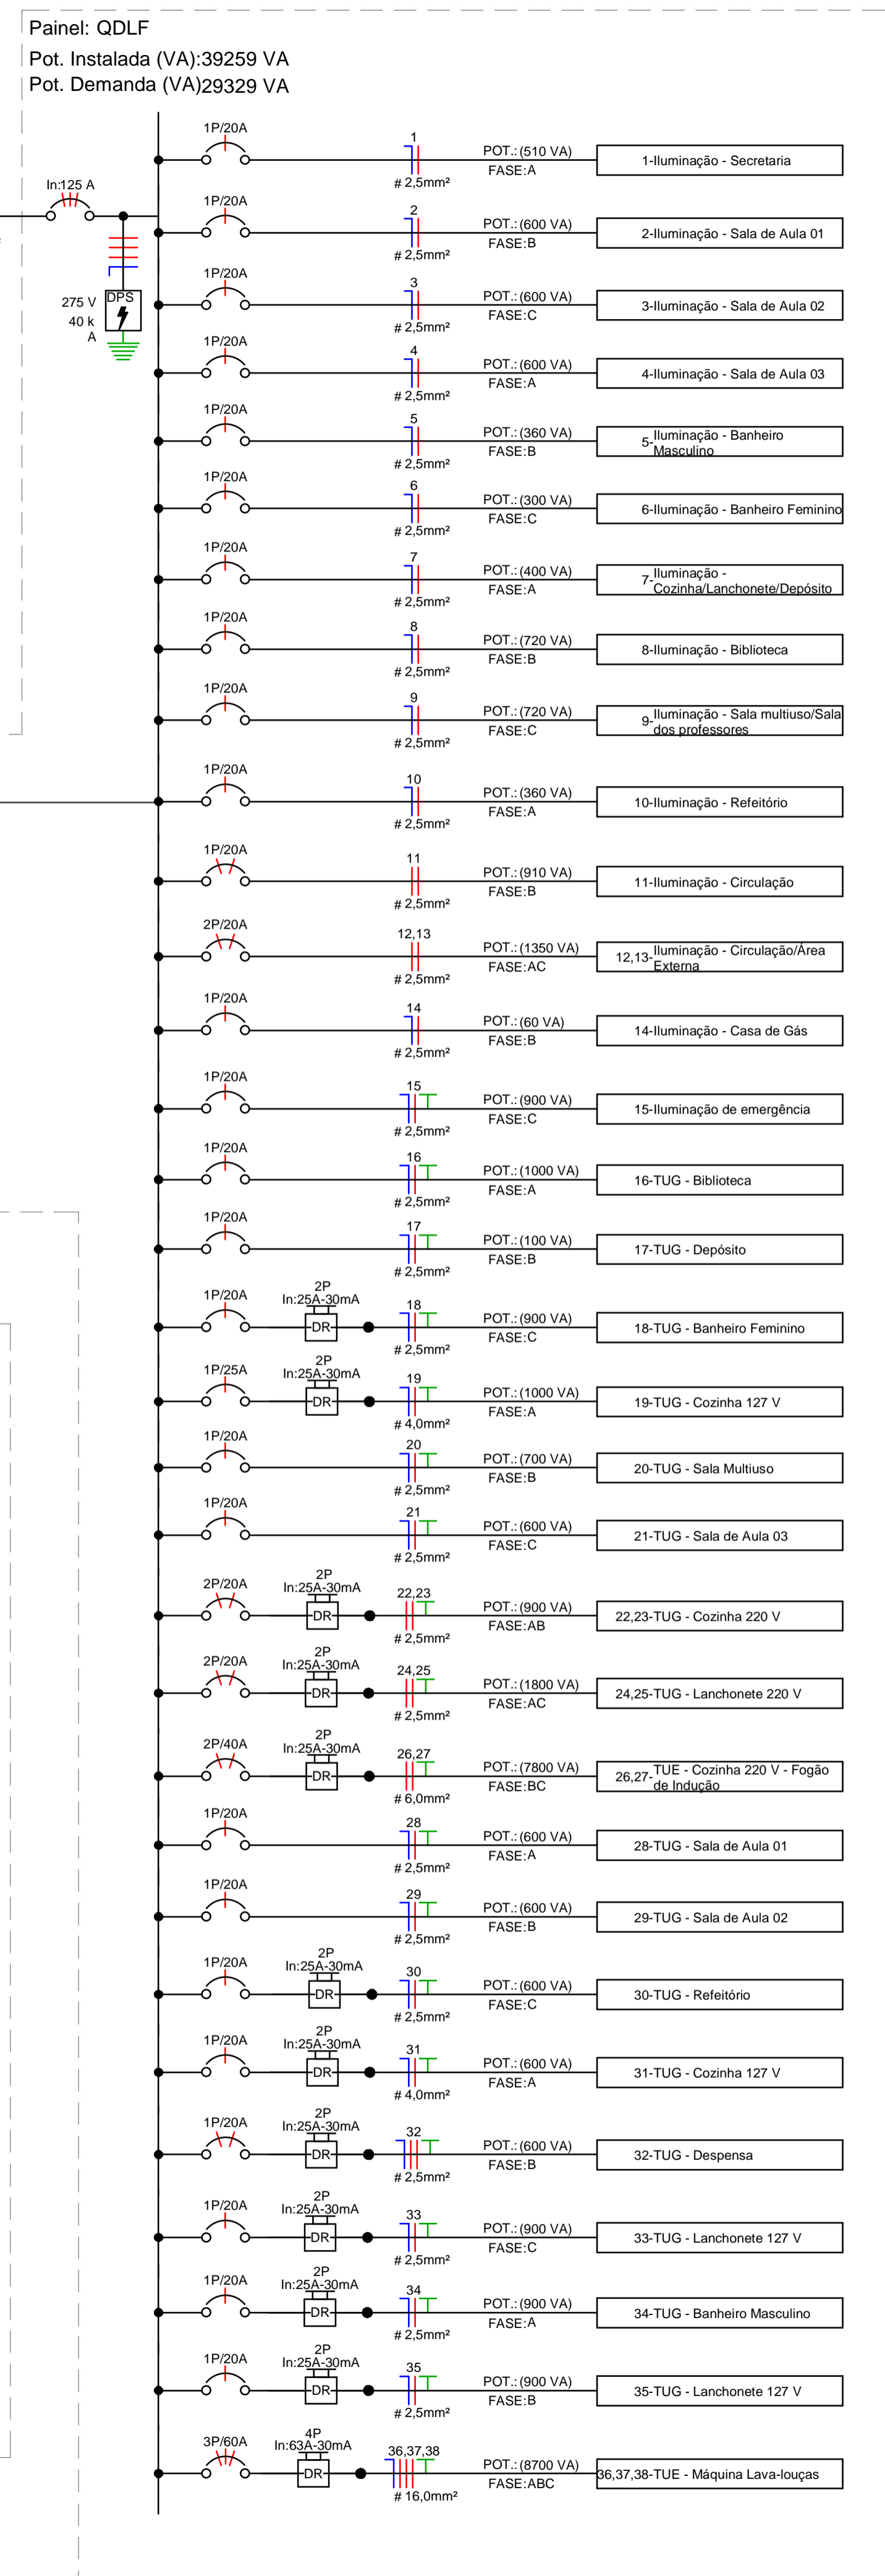 Painel: QDLF
Pot. Instalada (VA):39259 VA
Pot. Demanda (VA)29329 VA
In:125 A
275 V
40 k
A
DPS
1P/20A
1
# 2,5mm²
POT.: (510 VA)
FASE:A
1-Iluminação - Secretaria
1P/20A
2
# 2,5mm²
POT.: (600 VA)
FASE:B
2-Iluminação - Sala de Aula 01
1P/20A
3
# 2,5mm²
POT.: (600 VA)
FASE:C
3-Iluminação - Sala de Aula 02
1P/20A
4
# 2,5mm²
POT.: (600 VA)
FASE:A
4-Iluminação - Sala de Aula 03
1P/20A
5
# 2,5mm²
POT.: (360 VA)
FASE:B
5-Iluminação - Banheiro
Masculino
1P/20A
6
# 2,5mm²
POT.: (300 VA)
FASE:C
6-Iluminação - Banheiro Feminino
1P/20A
7
# 2,5mm²
POT.: (400 VA)
FASE:A
7-Iluminação -
Cozinha/Lanchonete/Depósito
1P/20A
8
# 2,5mm²
POT.: (720 VA)
FASE:B
8-Iluminação - Biblioteca
1P/20A
9
# 2,5mm²
POT.: (720 VA)
FASE:C
9-Iluminação - Sala multiuso/Sala
dos professores
1P/20A
10
# 2,5mm²
POT.: (360 VA)
FASE:A
10-Iluminação - Refeitório
1P/20A
11
# 2,5mm²
POT.: (910 VA)
FASE:B
11-Iluminação - Circulação
2P/20A
12,13
# 2,5mm²
POT.: (1350 VA)
FASE:AC
12,13-Iluminação - Circulação/Área
Externa
1P/20A
14
# 2,5mm²
POT.: (60 VA)
FASE:B
14-Iluminação - Casa de Gás
1P/20A
15
# 2,5mm²
POT.: (900 VA)
FASE:C
15-Iluminação de emergência
1P/20A
16
# 2,5mm²
POT.: (1000 VA)
FASE:A
16-TUG - Biblioteca
1P/20A
17
# 2,5mm²
POT.: (100 VA)
FASE:B
17-TUG - Depósito
1P/20A
2P
In:25A-30mA
DR
18
# 2,5mm²
POT.: (900 VA)
FASE:C
18-TUG - Banheiro Feminino
1P/25A
2P
In:25A-30mA
DR
19
# 4,0mm²
POT.: (1000 VA)
FASE:A
19-TUG - Cozinha 127 V
1P/20A
20
# 2,5mm²
POT.: (700 VA)
FASE:B
20-TUG - Sala Multiuso
1P/20A
21
# 2,5mm²
POT.: (600 VA)
FASE:C
21-TUG - Sala de Aula 03
2P/20A
2P
In:25A-30mA
DR
22,23
# 2,5mm²
POT.: (900 VA)
FASE:AB
22,23-TUG - Cozinha 220 V
2P/20A
2P
In:25A-30mA
DR
24,25
# 2,5mm²
POT.: (1800 VA)
FASE:AC
24,25-TUG - Lanchonete 220 V
2P/40A
2P
In:25A-30mA
DR
26,27
# 6,0mm²
POT.: (7800 VA)
FASE:BC
26,27-TUE - Cozinha 220 V - Fogão
de Indução
1P/20A
28
# 2,5mm²
POT.: (600 VA)
FASE:A
28-TUG - Sala de Aula 01
1P/20A
29
# 2,5mm²
POT.: (600 VA)
FASE:B
29-TUG - Sala de Aula 02
1P/20A
2P
In:25A-30mA
DR
30
# 2,5mm²
POT.: (600 VA)
FASE:C
30-TUG - Refeitório
1P/20A
2P
In:25A-30mA
DR
31
# 4,0mm²
POT.: (600 VA)
FASE:A
31-TUG - Cozinha 127 V
1P/20A
2P
In:25A-30mA
DR
32
# 2,5mm²
POT.: (600 VA)
FASE:B
32-TUG - Despensa
1P/20A
2P
In:25A-30mA
DR
33
# 2,5mm²
POT.: (900 VA)
FASE:C
33-TUG - Lanchonete 127 V
1P/20A
2P
In:25A-30mA
DR
34
# 2,5mm²
POT.: (900 VA)
FASE:A
34-TUG - Banheiro Masculino
1P/20A
2P
In:25A-30mA
DR
35
# 2,5mm²
POT.: (900 VA)
FASE:B
35-TUG - Lanchonete 127 V
3P/60A
4P
In:63A-30mA
DR
36,37,38
# 16,0mm²
POT.: (8700 VA)
FASE:ABC
36,37,38-TUE - Máquina Lava-louças